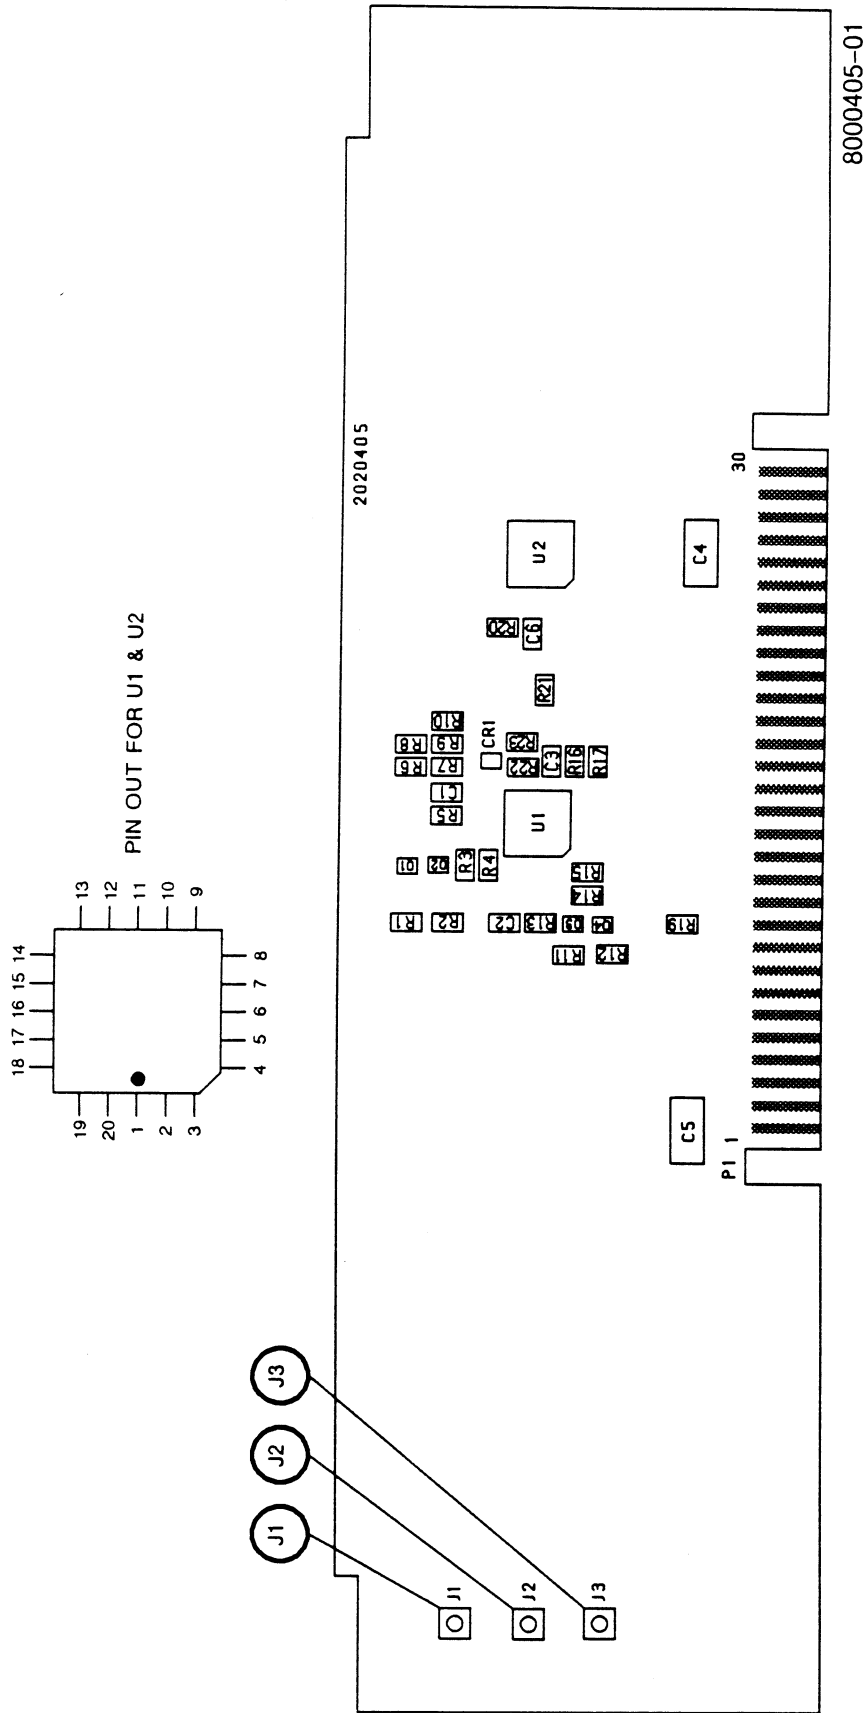 PIN OUT FOR U1 & U2
18 17 16 15 14
19
20
1
2
3
13
12
11
10
9
4 5 6 7 8
J1
J2
J3
2020405
J1
J2
J3
R1
R2
C2
R13
R11
R12
Q1
Q2
R3
R4
Q3
Q4
R14
R15
R19
R5
C1
R6
R7
R8
R9
R10
CR1
U1
R22
R23
C3
R16
R17
R21
R20
C6
U2
C5
C4
P1
1
30
8000405-01